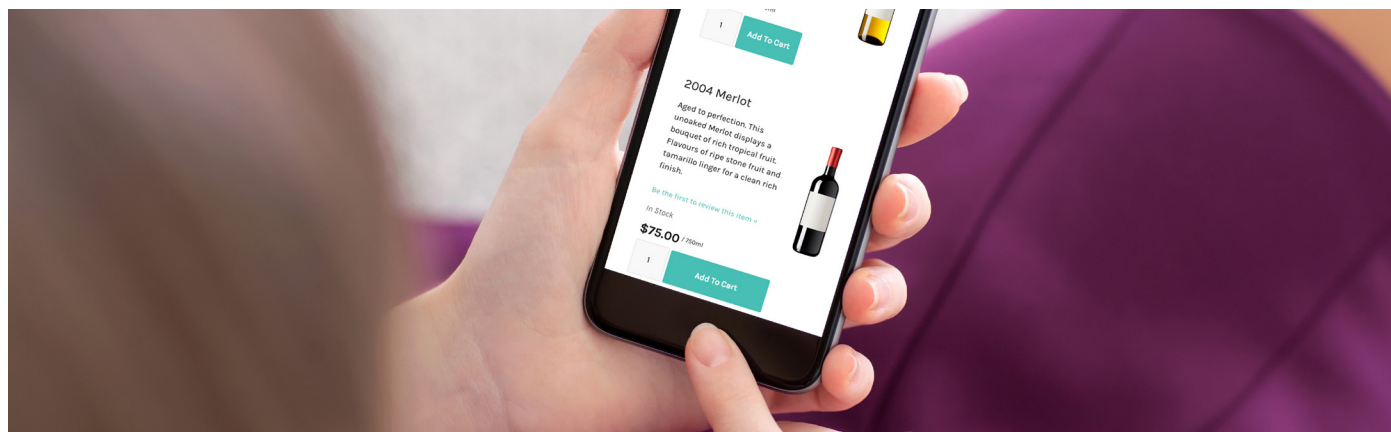 1
Add To Cart
2004 Merlot
Aged to perfection. This
unoaked Merlot displays a
bouquet of rich tropical fruit.
Flavours of ripe stone fruit and
tamarillo linger for a clean rich
finish.
Be the first to review this item »
In Stock
$75.00 / 750ml
1
Add To Cart